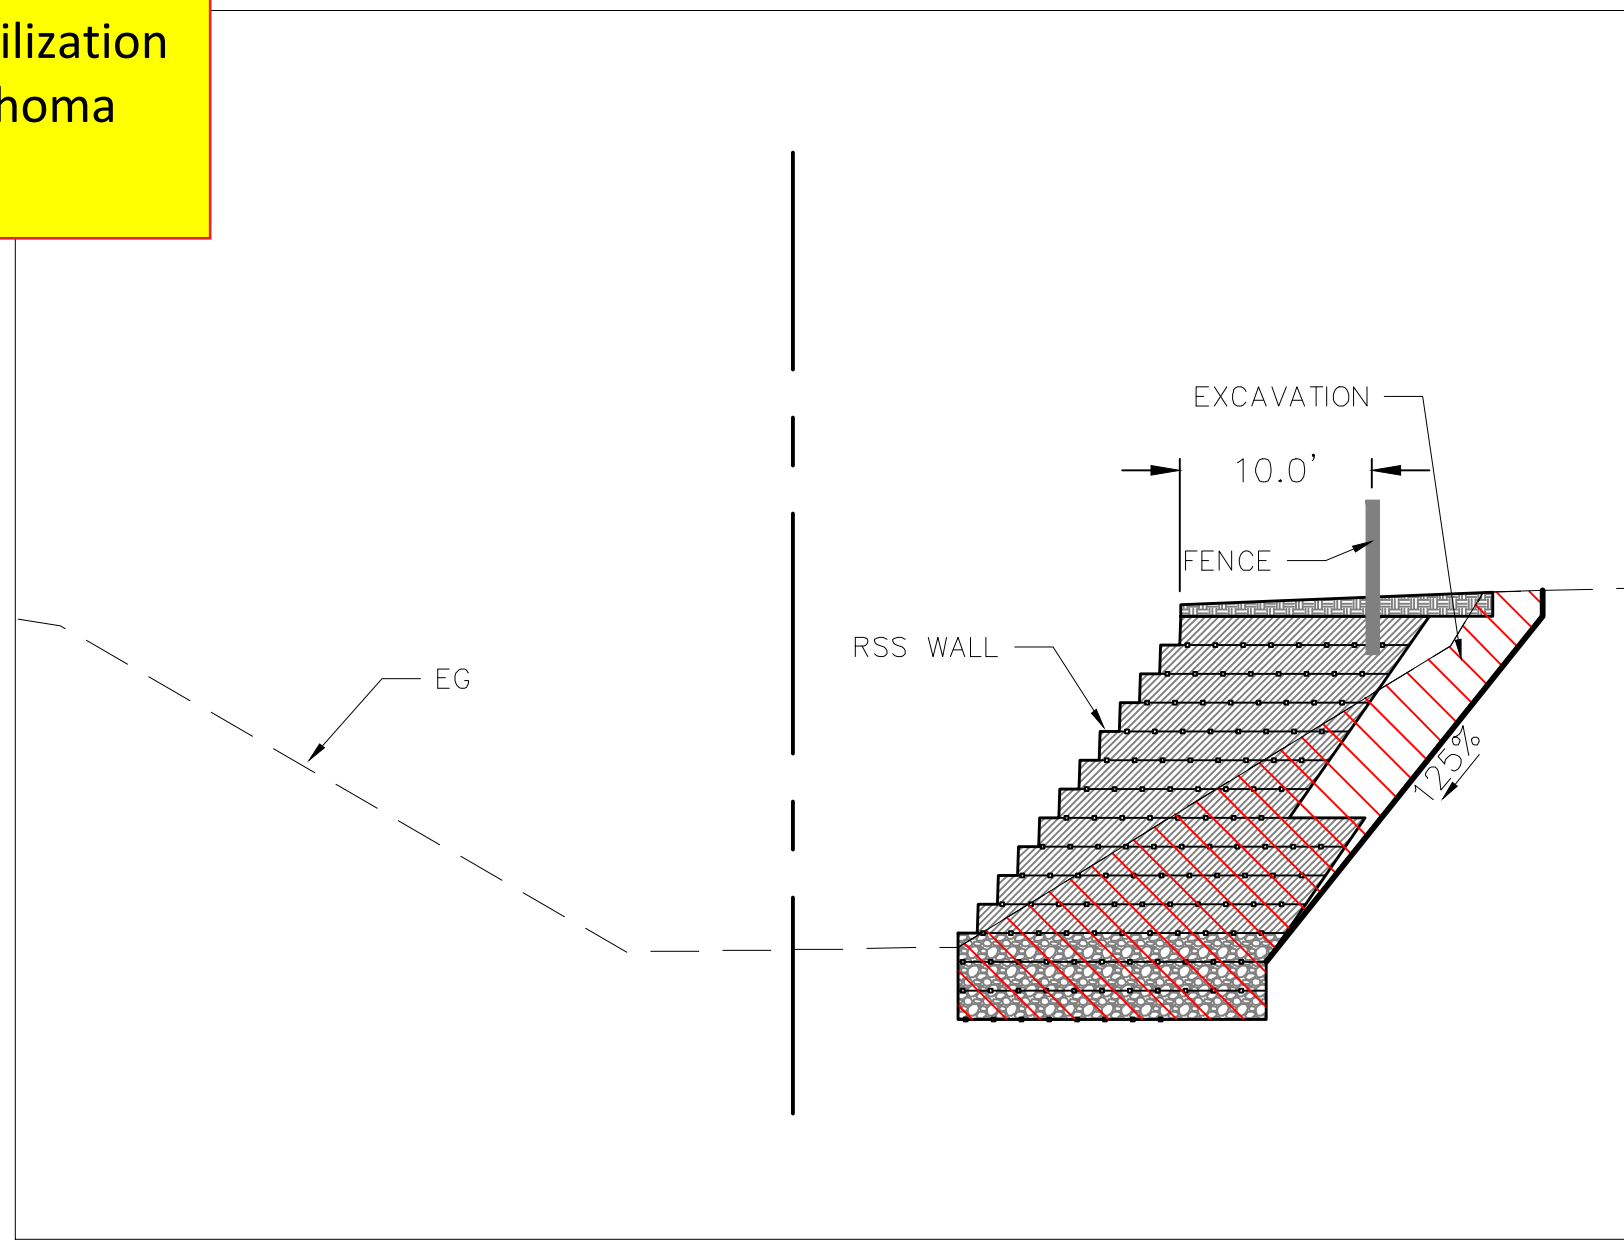 ilization
homa
EXCAVATION
10.0'
FENCE
RSS WALL
EG
125%